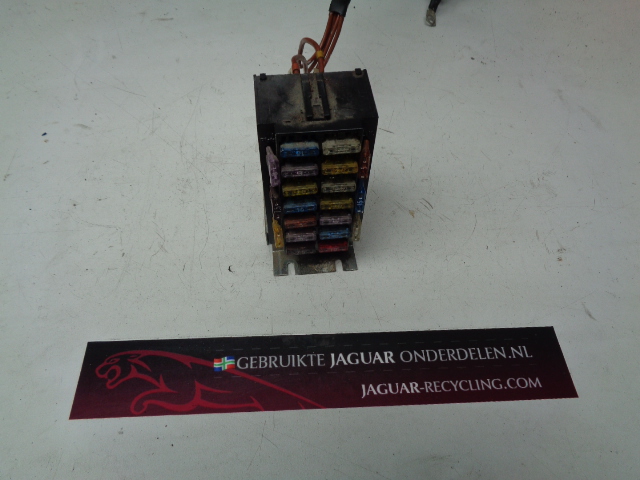 GEBRUIKTE JAGUAR ONDERDELEN.NL
JAGUAR-RECYCLING.COM